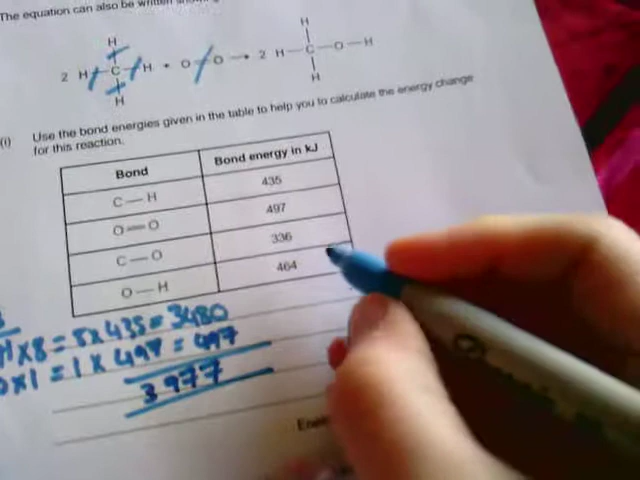 The equation can also be written
H H
2 H C H + O O → 2 H C O H
H H
(i) Use the bond energies given in the table to help you to calculate the energy change
for this reaction.
Bond Bond energy in kJ
C—H 435
O=O 497
C—O 336
O—H 464
H x 8 = 8 x 435 = 3480
x 1 = 1 x 497 = 497
3977